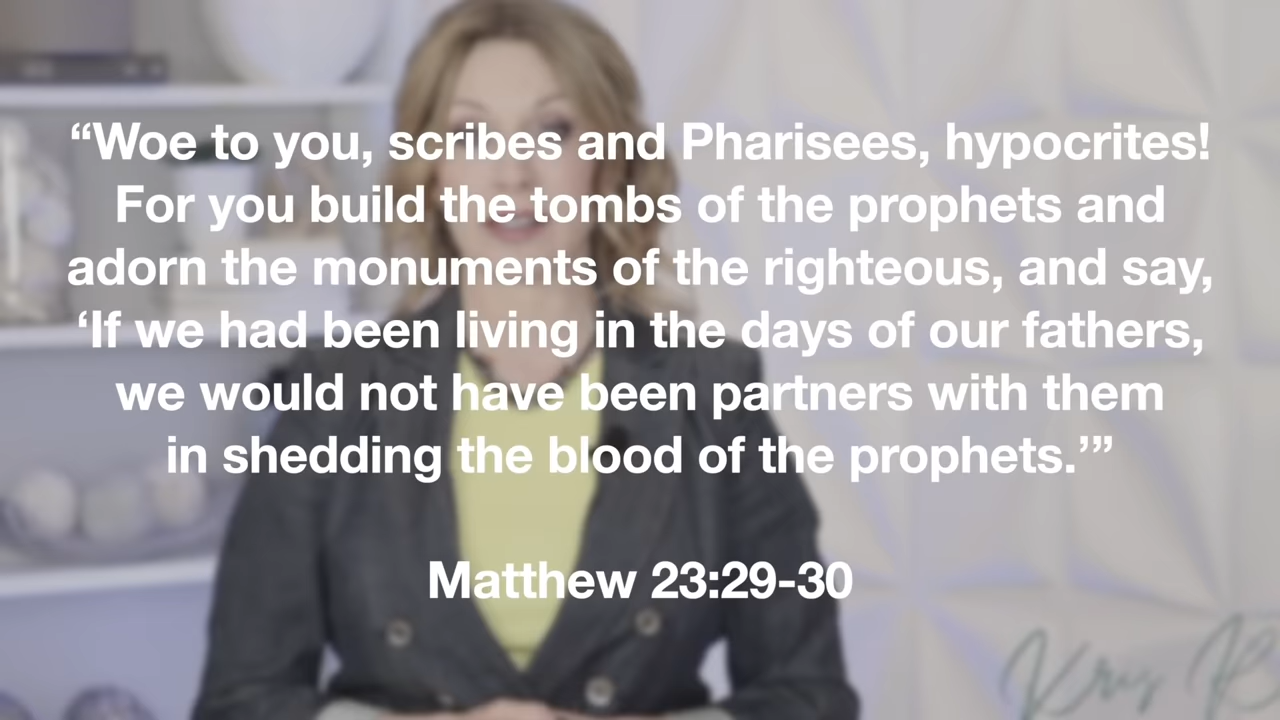 “Woe to you, scribes and Pharisees, hypocrites!
For you build the tombs of the prophets and
adorn the monuments of the righteous, and say,
‘If we had been living in the days of our fathers,
we would not have been partners with them
in shedding the blood of the prophets.’”
Matthew 23:29-30
Kris B